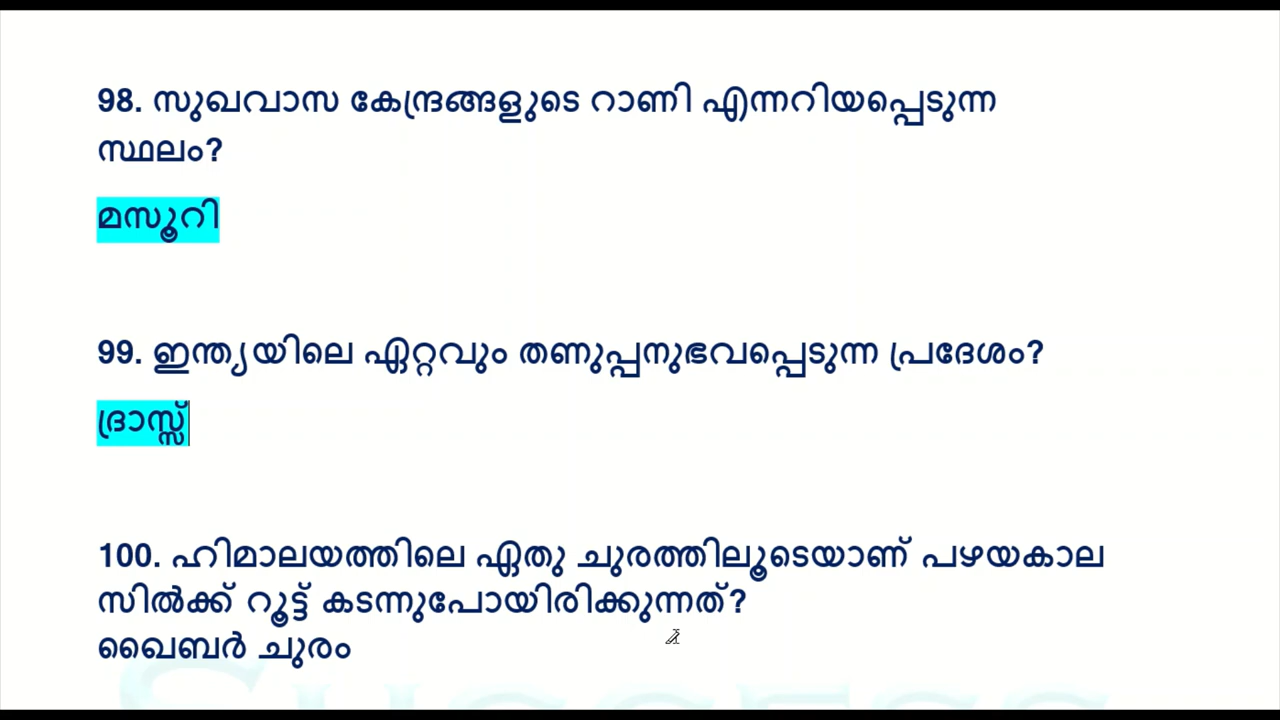 98. സുഖവാസ കേന്ദ്രങ്ങളുടെ റാണി എന്നറിയപ്പെടുന്ന
സ്ഥലം?
മസൂറി
99. ഇന്ത്യയിലെ ഏറ്റവും തണുപ്പനുഭവപ്പെടുന്ന പ്രദേശം?
ദ്രാസ്സ്
100. ഹിമാലയത്തിലെ ഏതു ചുരത്തിലൂടെയാണ് പഴയകാല
സിൽക്ക് റൂട്ട് കടന്നുപോയിരിക്കുന്നത്?
ഖൈബർ ചുരം